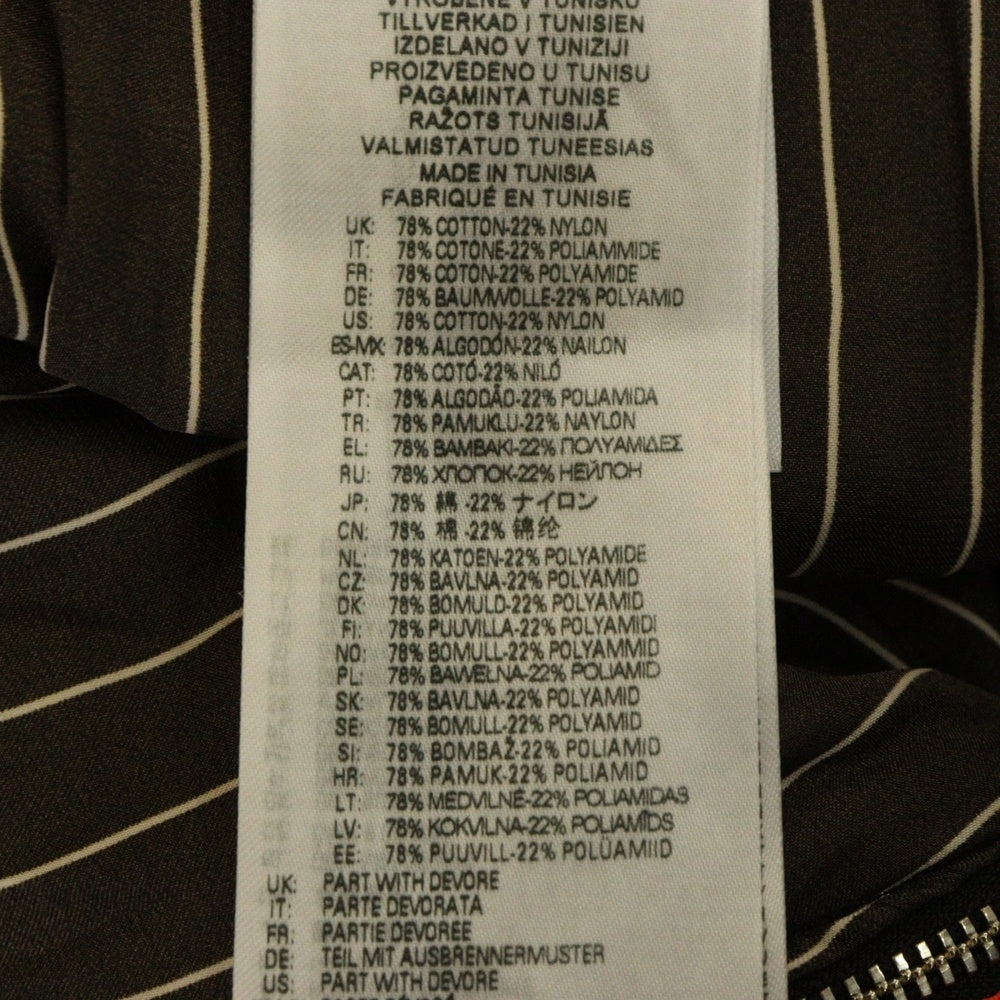 VYROBENE V TUNISKU
TILLVERKAD I TUNISIEN
IZDELANO V TUNIZIJI
PROIZVEDENO U TUNISU
PAGAMINTA TUNISE
RAŽOTS TUNISIJĀ
VALMISTATUD TUNEESIAS
MADE IN TUNISIA
FABRIQUÉ EN TUNISIE
UK: 78% COTTON-22% NYLON
IT: 78% COTONE-22% POLIAMMIDE
FR: 78% COTON-22% POLYAMIDE
DE: 78% BAUMWOLLE-22% POLYAMID
US: 78% COTTON-22% NYLON
ES-MX: 78% ALGODÓN-22% NAILON
CAT: 78% COTÓ-22% NILÓ
PT: 78% ALGODÃO-22% POLIAMIDA
TR: 78% PAMUKLU-22% NAYLON
EL: 78% ΒΑΜΒΑΚΙ-22% ΠΟΛΥΑΜΙΔΕΣ
RU: 78% ХЛОПОК-22% НЕЙЛОН
JP: 78% 綿 -22% ナイロン
CN: 78% 棉 -22% 锦纶
NL: 78% KATOEN-22% POLYAMIDE
CZ: 78% BAVLNA-22% POLYAMID
DK: 78% BOMULD-22% POLYAMID
FI: 78% PUUVILLA-22% POLYAMIDI
NO: 78% BOMULL-22% POLYAMMID
PL: 78% BAWEŁNA-22% POLIAMID
SK: 78% BAVLNA-22% POLYAMID
SE: 78% BOMULL-22% POLYAMID
SI: 78% BOMBAŽ-22% POLIAMID
HR: 78% PAMUK-22% POLIAMID
LT: 78% MEDVILNĖ-22% POLIAMIDAS
LV: 78% KOKVILNA-22% POLIAMĪDS
EE: 78% PUUVILL-22% POLÜAMIID
UK: PART WITH DEVORE
IT: PARTE DEVORATA
FR: PARTIE DEVOREE
DE: TEIL MIT AUSBRENNERMUSTER
US: PART WITH DEVORE